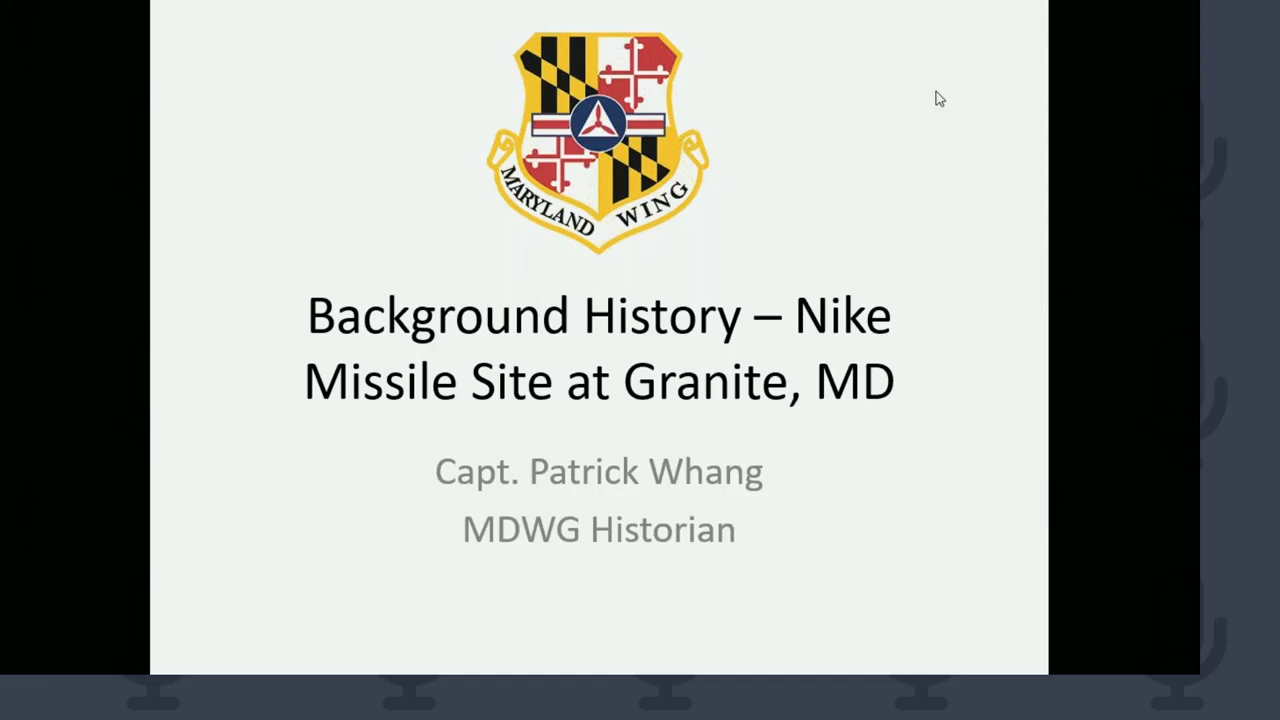 MARYLAND WING
Background History – Nike
Missile Site at Granite, MD
Capt. Patrick Whang
MDWG Historian